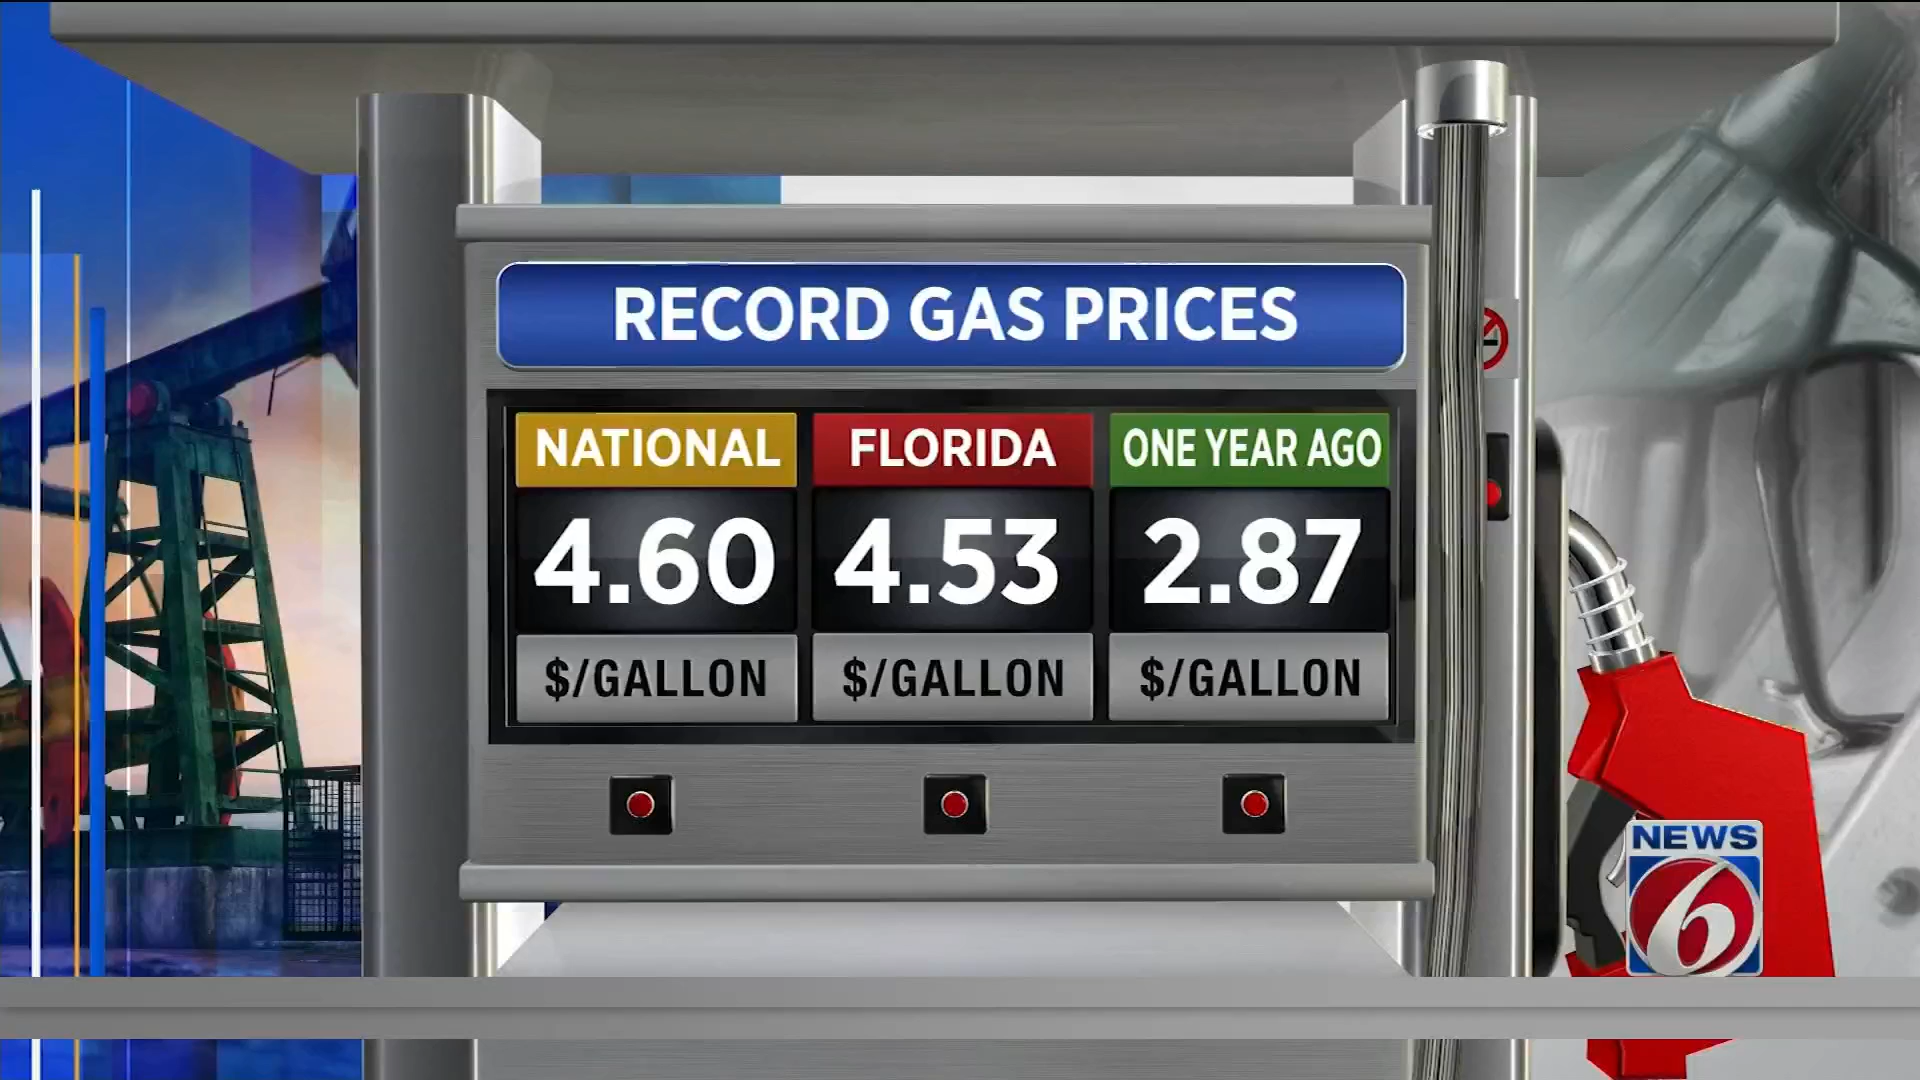 RECORD GAS PRICES
NATIONAL FLORIDA ONE YEAR AGO
4.60 4.53 2.87
$/GALLON $/GALLON $/GALLON
NEWS
6